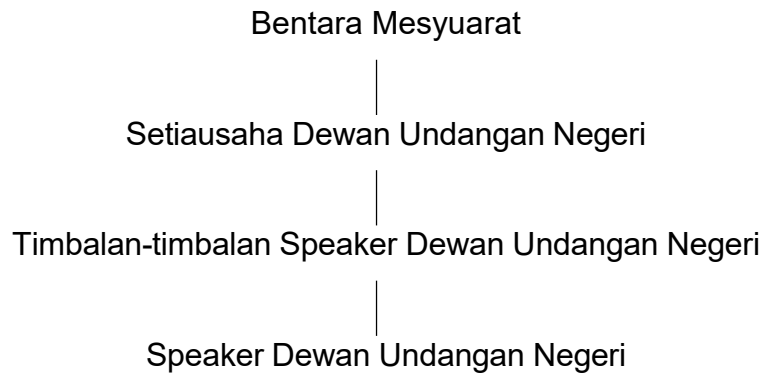 Bentara Mesyuarat
Setiausaha Dewan Undangan Negeri
Timbalan-timbalan Speaker Dewan Undangan Negeri
Speaker Dewan Undangan Negeri